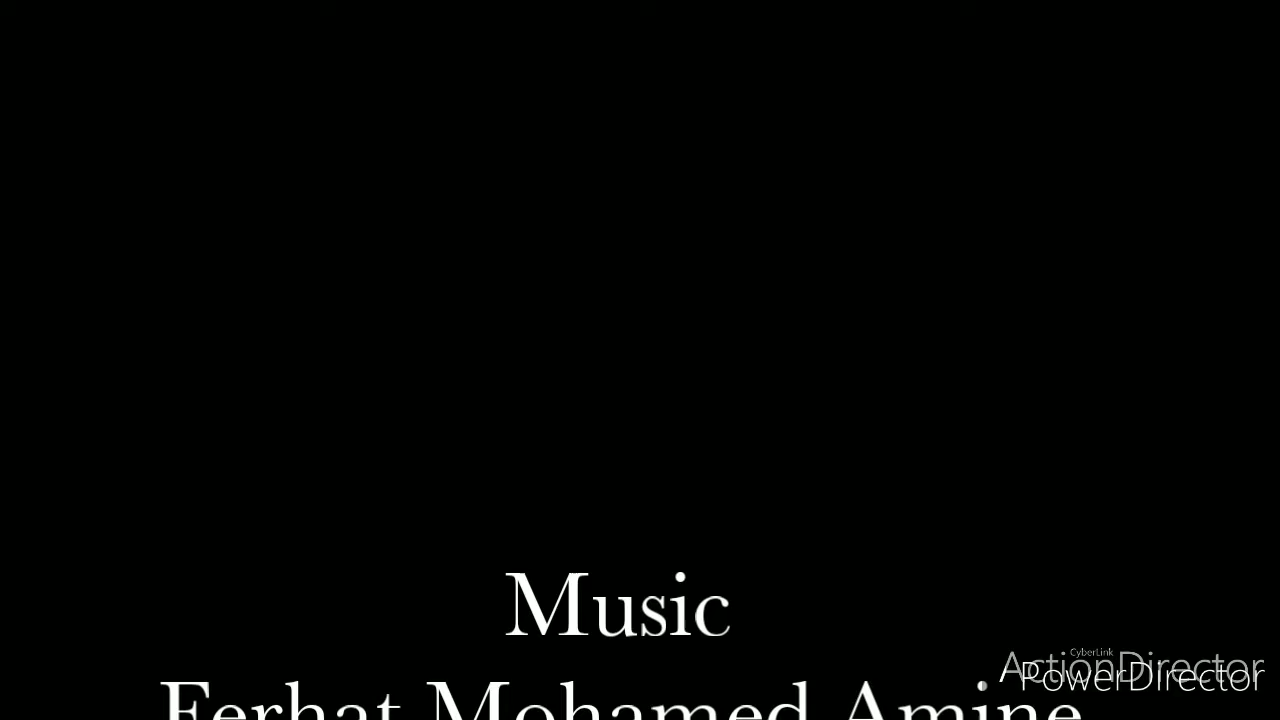 Music
Ferhat Mohamed Amine
CyberLink
ActionDirector
PowerDirector